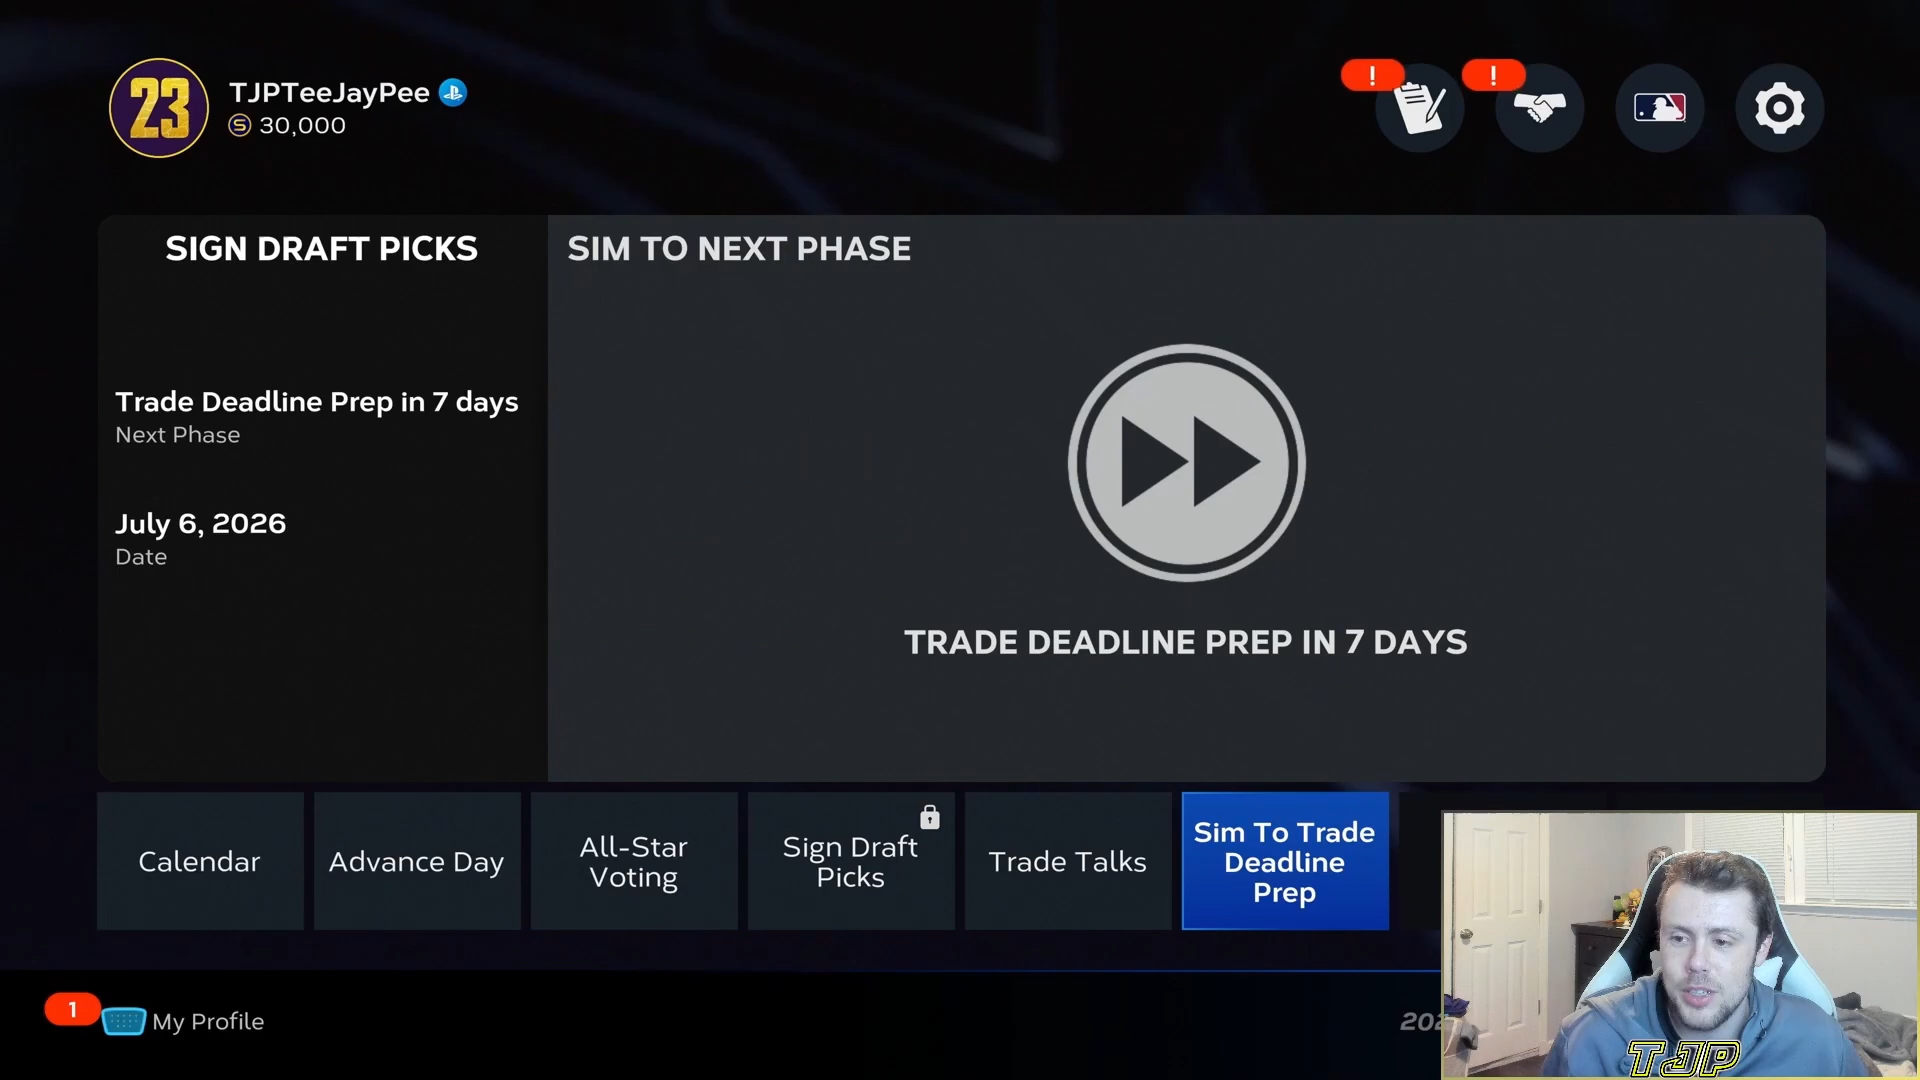 23
TJPTeeJayPee
S 30,000
!
!
SIGN DRAFT PICKS
SIM TO NEXT PHASE
Trade Deadline Prep in 7 days
Next Phase
July 6, 2026
Date
TRADE DEADLINE PREP IN 7 DAYS
Calendar
Advance Day
All-Star
Voting
Sign Draft
Picks
Trade Talks
Sim To Trade
Deadline
Prep
1
My Profile
TJP